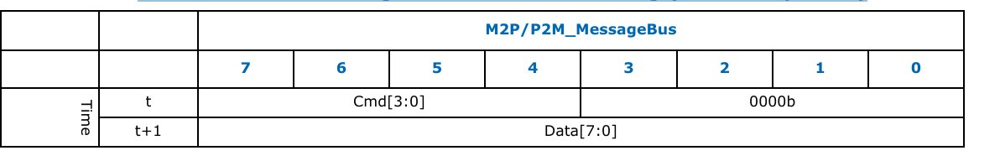 M2P/P2M_MessageBus
7 6 5 4 3 2 1 0
Time
t Cmd[3:0] 0000b
t+1 Data[7:0]